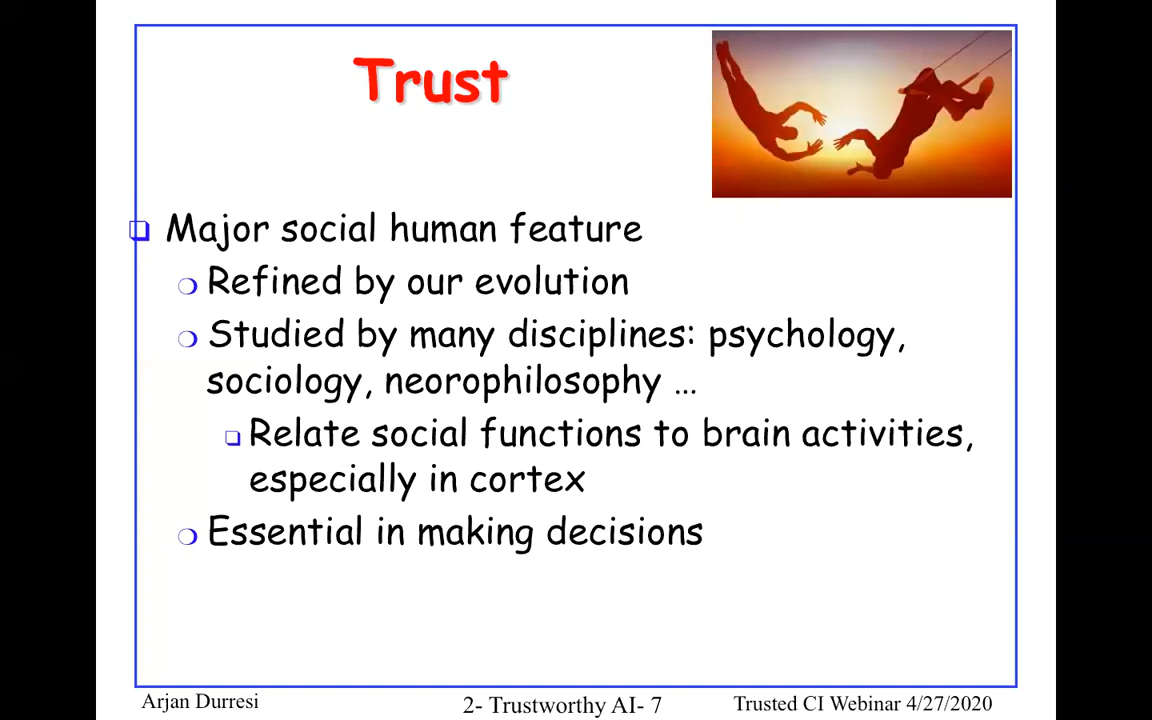 Trust
Major social human feature
Refined by our evolution
Studied by many disciplines: psychology,
sociology, neorophilosophy ...
Relate social functions to brain activities,
especially in cortex
Essential in making decisions
Arjan Durresi
2- Trustworthy AI- 7
Trusted CI Webinar 4/27/2020